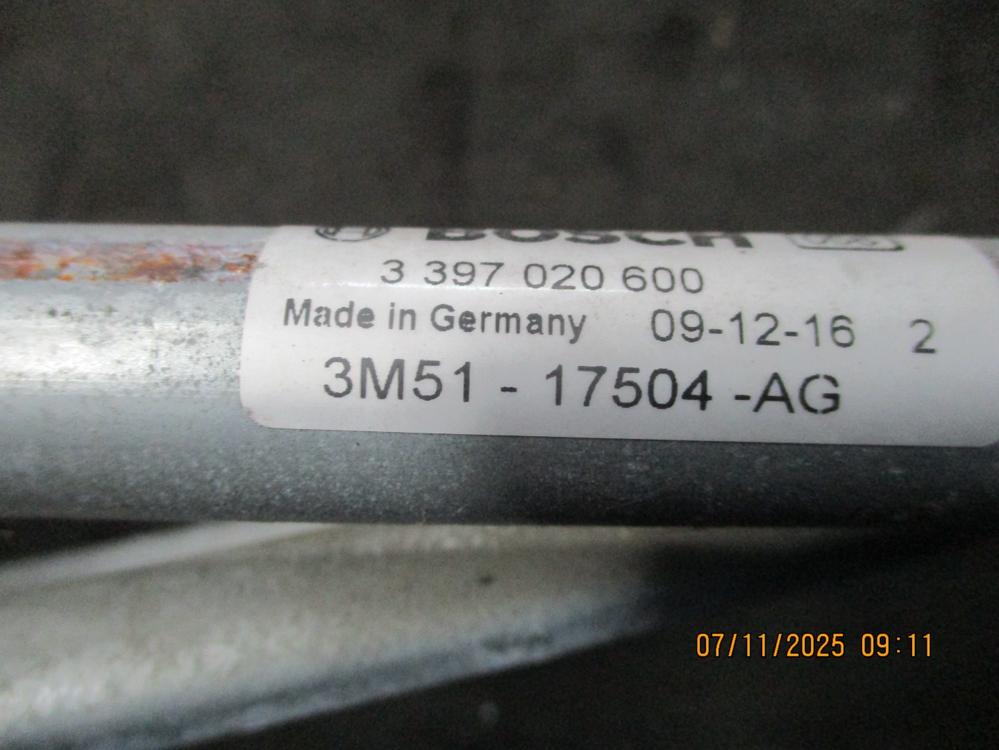 BOSCH
3 397 020 600
Made in Germany 09-12-16 2
3M51 - 17504 -AG
07/11/2025 09:11